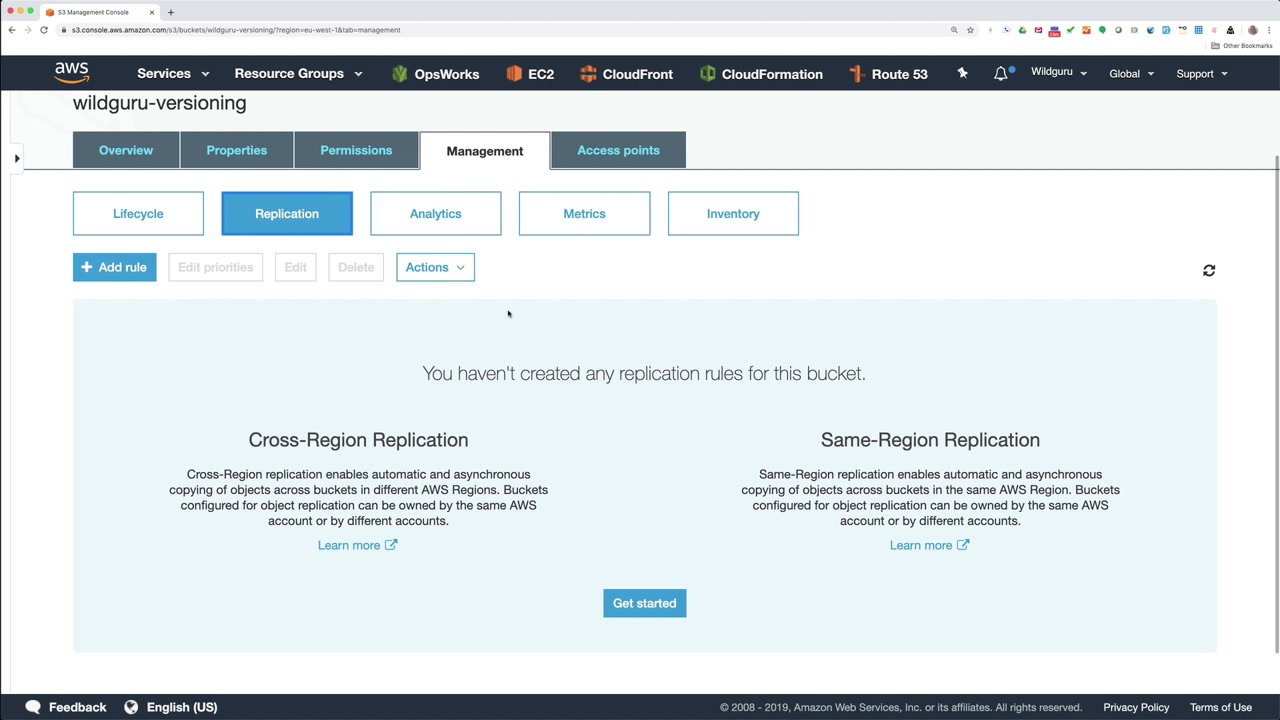 S3 Management Console
s3.console.aws.amazon.com/s3/buckets/wildguru-versioning/?region=eu-west-1&tab=management
Other Bookmarks
aws
Services
Resource Groups
OpsWorks
EC2
CloudFront
CloudFormation
Route 53
Wildguru
Global
Support
wildguru-versioning
Overview
Properties
Permissions
Management
Access points
Lifecycle
Replication
Analytics
Metrics
Inventory
+ Add rule
Edit priorities
Edit
Delete
Actions
You haven't created any replication rules for this bucket.
Cross-Region Replication
Cross-Region replication enables automatic and asynchronous
copying of objects across buckets in different AWS Regions. Buckets
configured for object replication can be owned by the same AWS
account or by different accounts.
Learn more
Same-Region Replication
Same-Region replication enables automatic and asynchronous
copying of objects across buckets in the same AWS Region. Buckets
configured for object replication can be owned by the same AWS
account or by different accounts.
Learn more
Get started
Feedback
English (US)
© 2008 - 2019, Amazon Web Services, Inc. or its affiliates. All rights reserved.
Privacy Policy
Terms of Use